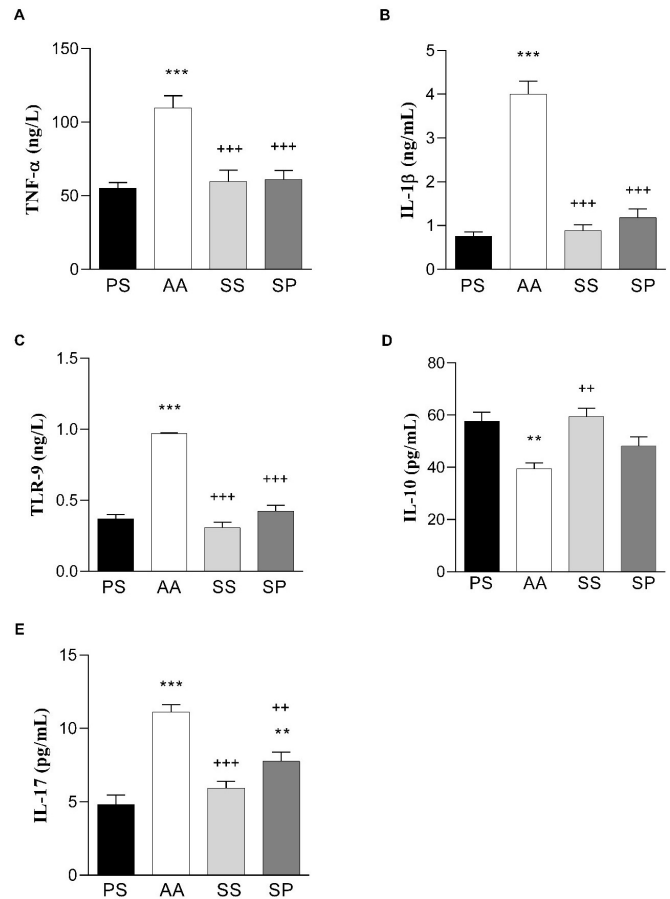 A
TNF-α (ng/L)
150
100
50
0
***
+++
+++
PS AA SS SP
B
IL-1β (ng/mL)
5
4
3
2
1
0
***
+++
+++
PS AA SS SP
C
TLR-9 (ng/L)
1.5
1.0
0.5
0.0
***
+++
+++
PS AA SS SP
D
IL-10 (pg/mL)
80
60
40
20
0
**
++
PS AA SS SP
E
IL-17 (pg/mL)
15
10
5
0
***
+++
++
**
PS AA SS SP